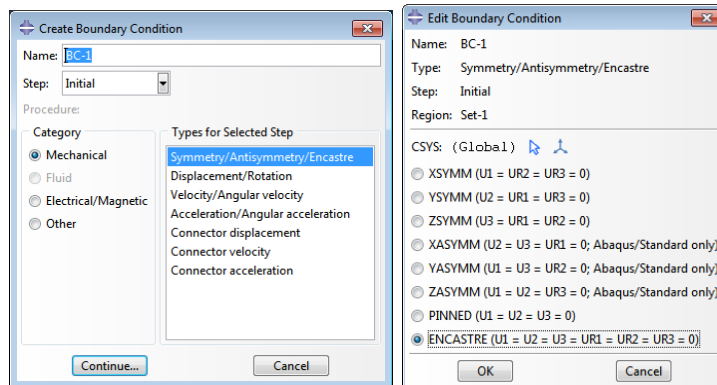 Create Boundary Condition
Name: BC-1
Step: Initial
Procedure:
Category
Mechanical
Fluid
Electrical/Magnetic
Other
Types for Selected Step
Symmetry/Antisymmetry/Encastre
Displacement/Rotation
Velocity/Angular velocity
Acceleration/Angular acceleration
Connector displacement
Connector velocity
Connector acceleration
Continue...
Cancel
Edit Boundary Condition
Name: BC-1
Type: Symmetry/Antisymmetry/Encastre
Step: Initial
Region: Set-1
CSYS: (Global)
XSYMM (U1 = UR2 = UR3 = 0)
YSYMM (U2 = UR1 = UR3 = 0)
ZSYMM (U3 = UR1 = UR2 = 0)
XASYMM (U2 = U3 = UR1 = 0; Abaqus/Standard only)
YASYMM (U1 = U3 = UR2 = 0; Abaqus/Standard only)
ZASYMM (U1 = U2 = UR3 = 0; Abaqus/Standard only)
PINNED (U1 = U2 = U3 = 0)
ENCASTRE (U1 = U2 = U3 = UR1 = UR2 = UR3 = 0)
OK
Cancel